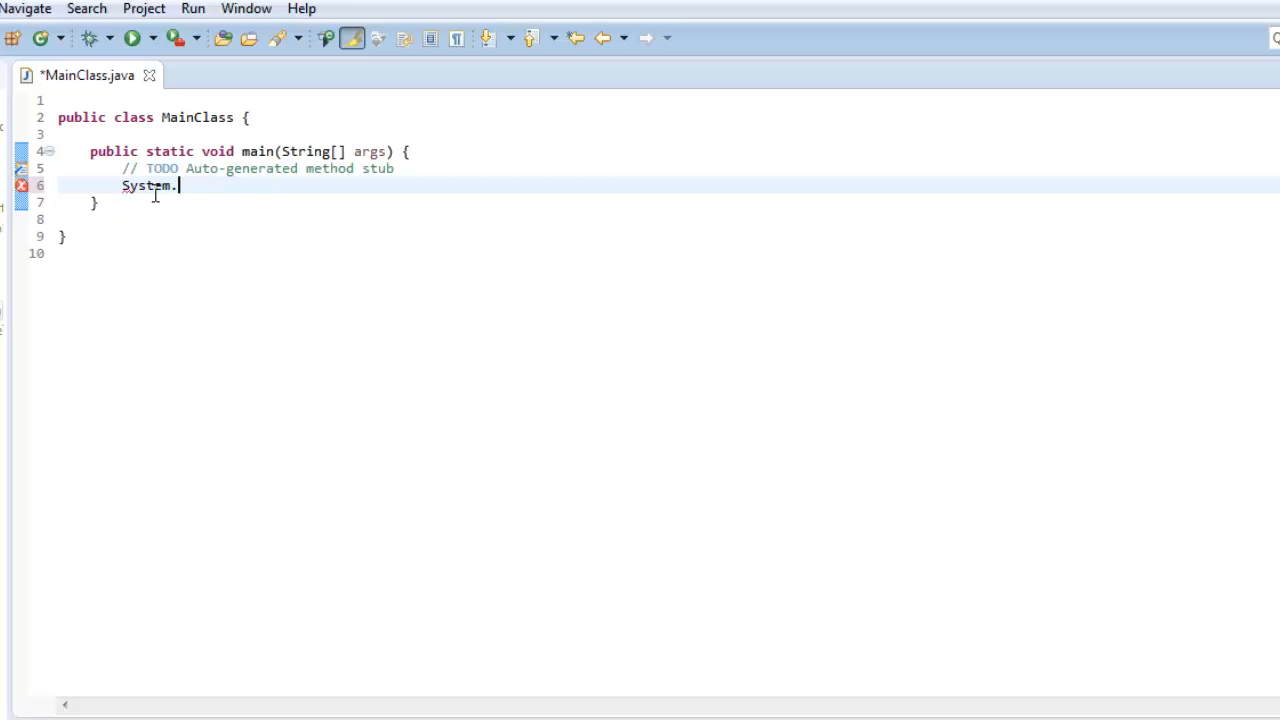 Navigate Search Project Run Window Help
*MainClass.java
1
2 public class MainClass {
3
4 public static void main(String[] args) {
5 // TODO Auto-generated method stub
6 System.
7 }
8
9 }
10